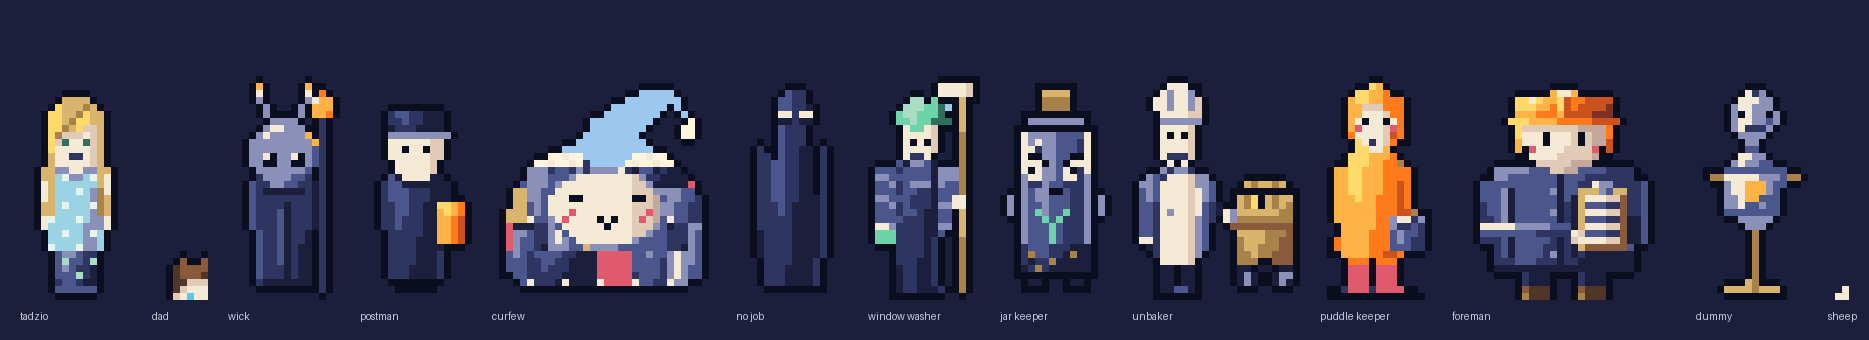 tadzio
dad
wick
postman
curfew
no job
window washer
jar keeper
unbaker
puddle keeper
foreman
dummy
sheep